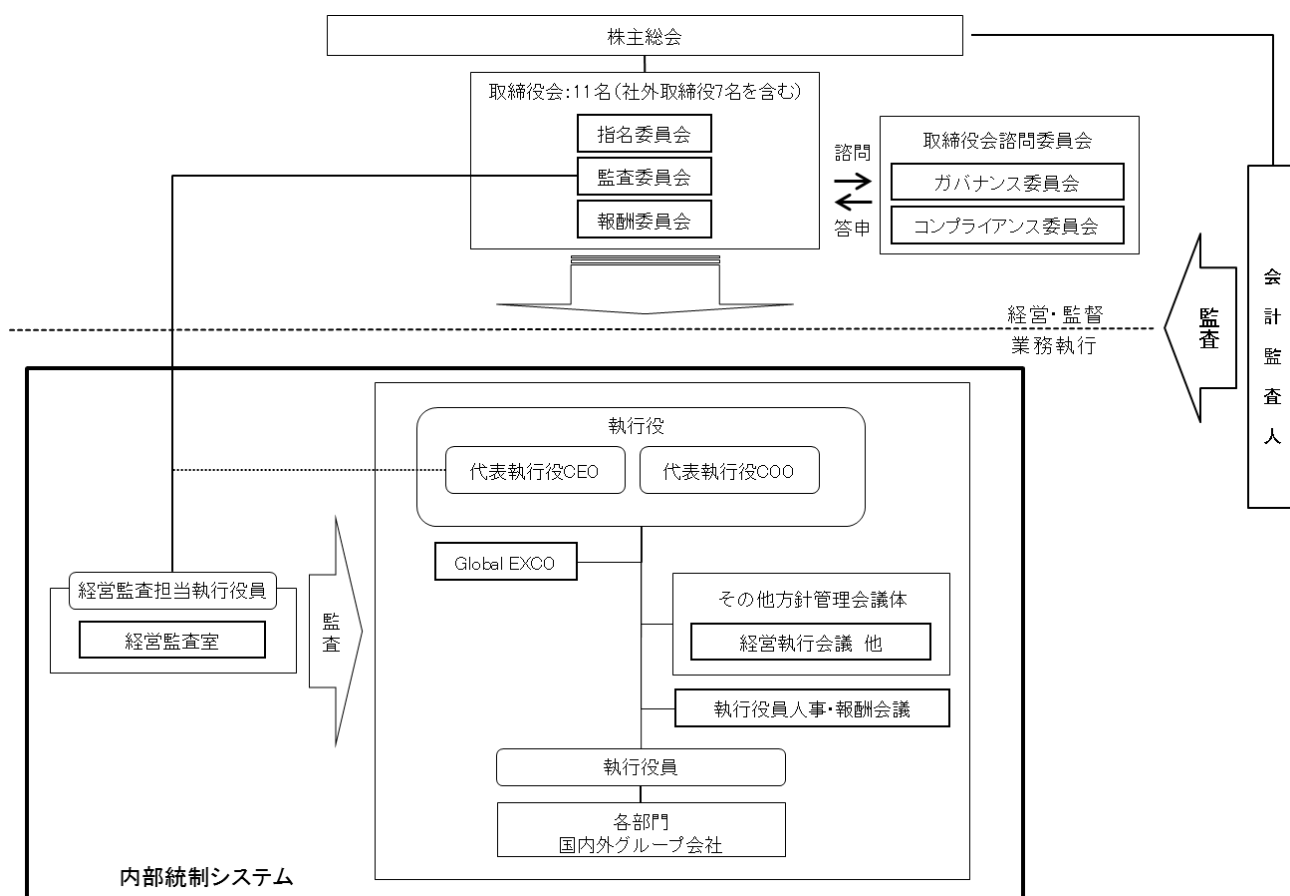 株主総会
取締役会:11名(社外取締役7名を含む)
指名委員会
監査委員会
報酬委員会
諮問
答申
取締役会諮問委員会
ガバナンス委員会
コンプライアンス委員会
会計監査人
監査
経営・監督
業務執行
執行役
代表執行役CEO
代表執行役COO
Global EXCO
経営監査担当執行役員
経営監査室
監査
その他方針管理会議体
経営執行会議 他
執行役員人事・報酬会議
執行役員
各部門
国内外グループ会社
内部統制システム